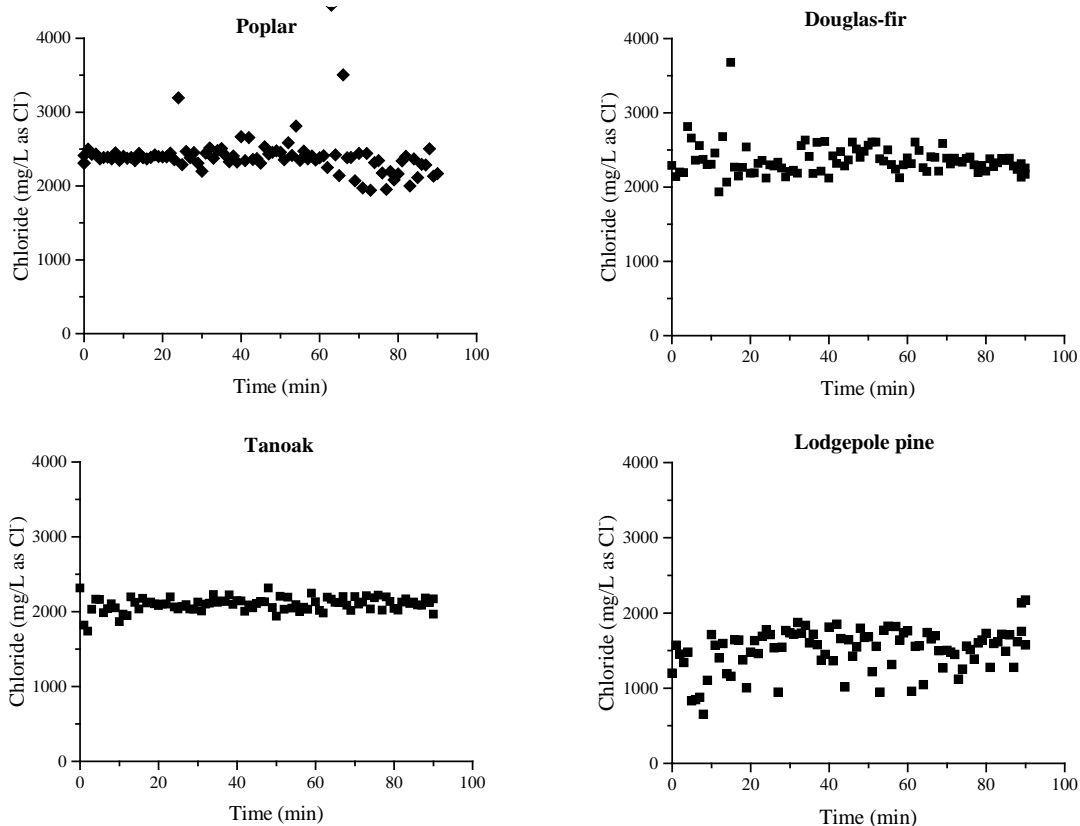 Poplar
4000
3000
2000
1000
0
Chloride (mg/L as Cl⁻)
0 20 40 60 80 100
Time (min)
Douglas-fir
4000
3000
2000
1000
0
Chloride (mg/L as Cl⁻)
0 20 40 60 80 100
Time (min)
Tanoak
4000
3000
2000
1000
0
Chloride (mg/L as Cl⁻)
0 20 40 60 80 100
Time (min)
Lodgepole pine
4000
3000
2000
1000
0
Chloride (mg/L as Cl⁻)
0 20 40 60 80 100
Time (min)